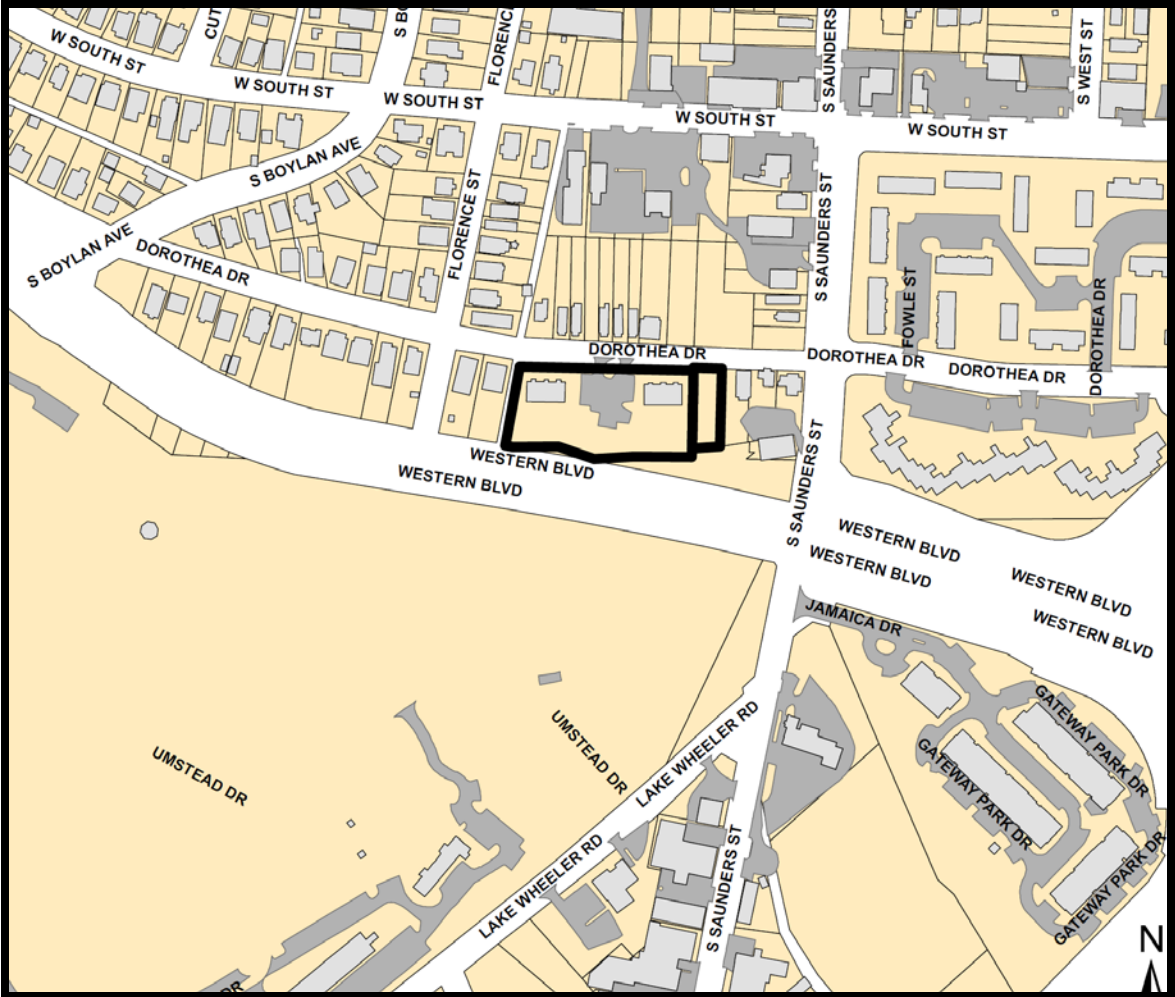 CUT
S BO
FLORENC
S SAUNDERS
S WEST ST
W SOUTH ST
W SOUTH ST
W SOUTH ST
W SOUTH ST
W SOUTH ST
S BOYLAN AVE
S BOYLAN AVE
FLORENCE ST
S SAUNDERS ST
DOROTHEA DR
FOWLE ST
DOROTHEA DR
DOROTHEA DR
DOROTHEA DR
DOROTHEA DR
WESTERN BLVD
WESTERN BLVD
S SAUNDERS ST
WESTERN BLVD
WESTERN BLVD
WESTERN BLVD
WESTERN BLVD
JAMAICA DR
UMSTEAD DR
UMSTEAD DR
LAKE WHEELER RD
GATEWAY PARK DR
GATEWAY PARK DR
LAKE WHEELER RD
S SAUNDERS ST
GATEWAY PARK DR
DR
N